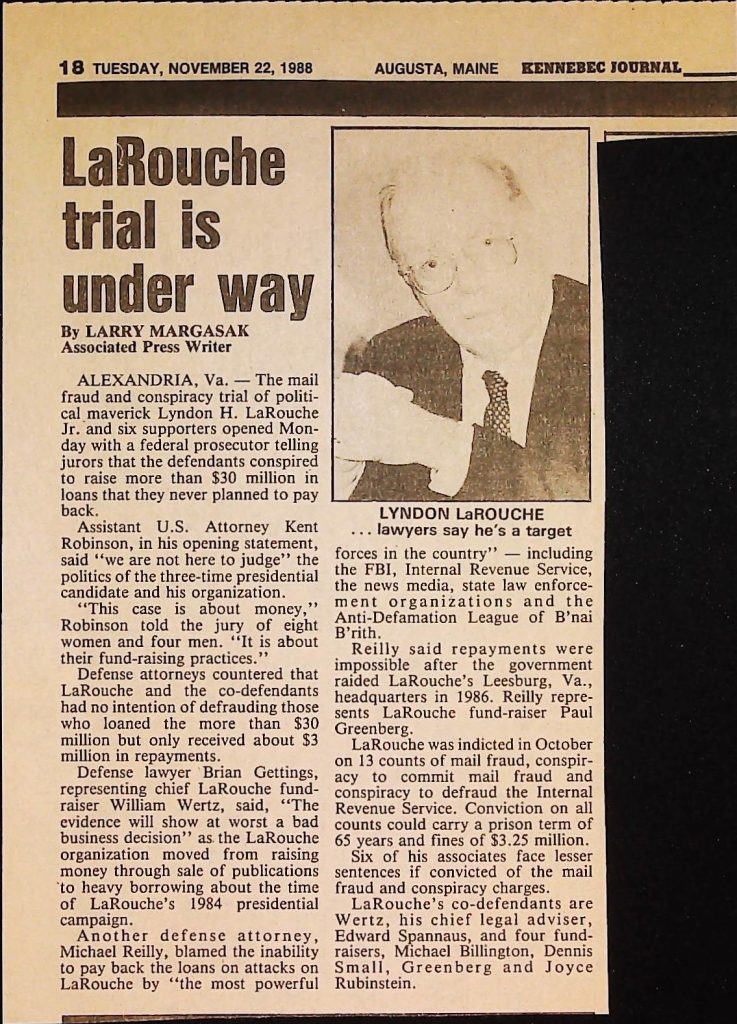 18 TUESDAY, NOVEMBER 22, 1988 AUGUSTA, MAINE KENNEBEC JOURNAL
LaRouche
trial is
under way
By LARRY MARGASAK
Associated Press Writer
ALEXANDRIA, Va. — The mail
fraud and conspiracy trial of politi-
cal maverick Lyndon H. LaRouche
Jr. and six supporters opened Mon-
day with a federal prosecutor telling
jurors that the defendants conspired
to raise more than $30 million in
loans that they never planned to pay
back.
Assistant U.S. Attorney Kent
Robinson, in his opening statement,
said “we are not here to judge” the
politics of the three-time presidential
candidate and his organization.
“This case is about money,”
Robinson told the jury of eight
women and four men. “It is about
their fund-raising practices.”
Defense attorneys countered that
LaRouche and the co-defendants
had no intention of defrauding those
who loaned the more than $30
million but only received about $3
million in repayments.
Defense lawyer Brian Gettings,
representing chief LaRouche fund-
raiser William Wertz, said, “The
evidence will show at worst a bad
business decision” as the LaRouche
organization moved from raising
money through sale of publications
to heavy borrowing about the time
of LaRouche's 1984 presidential
campaign.
Another defense attorney,
Michael Reilly, blamed the inability
to pay back the loans on attacks on
LaRouche by “the most powerful
LYNDON LaROUCHE
... lawyers say he's a target
forces in the country” — including
the FBI, Internal Revenue Service,
the news media, state law enforce-
ment organizations and the
Anti-Defamation League of B'nai
B'rith.
Reilly said repayments were
impossible after the government
raided LaRouche's Leesburg, Va.,
headquarters in 1986. Reilly repre-
sents LaRouche fund-raiser Paul
Greenberg.
LaRouche was indicted in October
on 13 counts of mail fraud, conspir-
acy to commit mail fraud and
conspiracy to defraud the Internal
Revenue Service. Conviction on all
counts could carry a prison term of
65 years and fines of $3.25 million.
Six of his associates face lesser
sentences if convicted of the mail
fraud and conspiracy charges.
LaRouche's co-defendants are
Wertz, his chief legal adviser,
Edward Spannaus, and four fund-
raisers, Michael Billington, Dennis
Small, Greenberg and Joyce
Rubinstein.